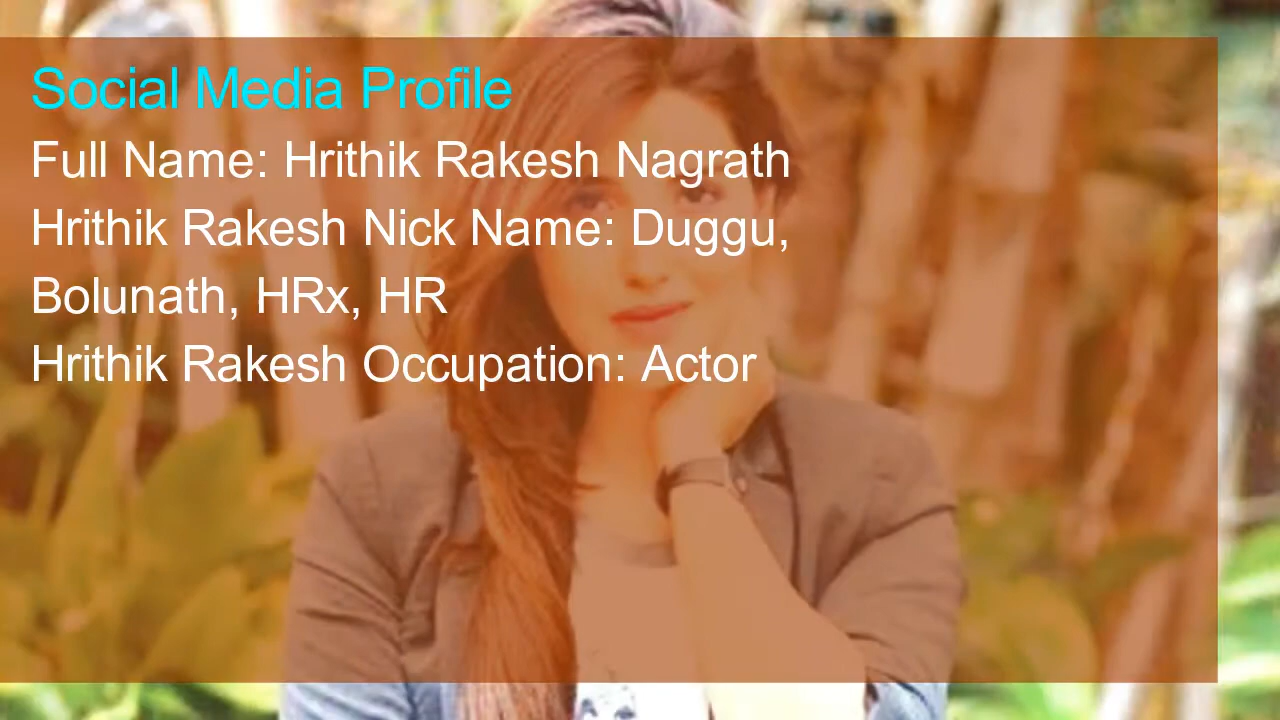 Social Media Profile
Full Name: Hrithik Rakesh Nagrath
Hrithik Rakesh Nick Name: Duggu,
Bolunath, HRx, HR
Hrithik Rakesh Occupation: Actor